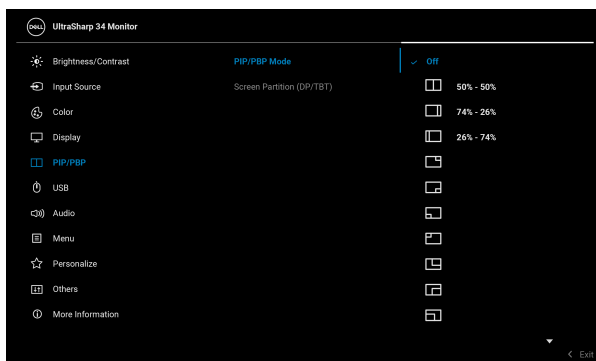 DELL UltraSharp 34 Monitor
Brightness/Contrast PIP/PBP Mode Off
Input Source Screen Partition (DP/TBT) 50% - 50%
Color 74% - 26%
Display 26% - 74%
PIP/PBP
USB
Audio
Menu
Personalize
Others
More Information
Exit